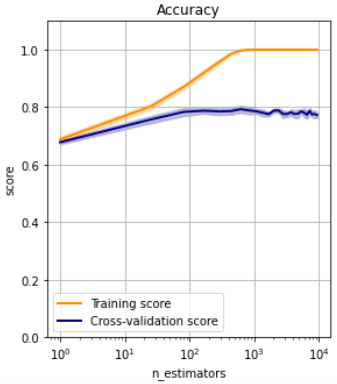 Accuracy
1.0
0.8
0.6
0.4
0.2
0.0
score
Training score
Cross-validation score
10⁰
10¹
10²
10³
10⁴
n_estimators